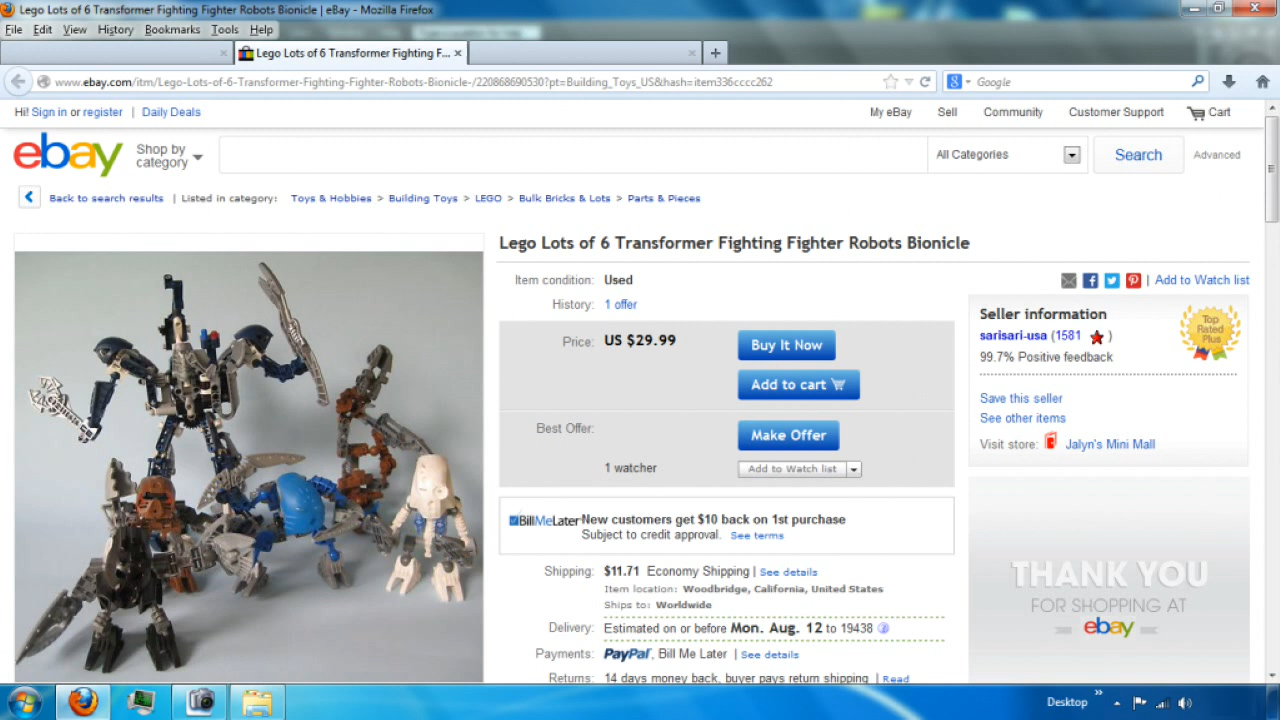 Lego Lots of 6 Transformer Fighting Fighter Robots Bionicle | eBay - Mozilla Firefox
File Edit View History Bookmarks Tools Help
Lego Lots of 6 Transformer Fighting F...
www.ebay.com/itm/Lego-Lots-of-6-Transformer-Fighting-Fighter-Robots-Bionicle-/220868690530?pt=Building_Toys_US&hash=item336cccc262
Google
Hi! Sign in or register | Daily Deals
My eBay Sell Community Customer Support Cart
ebay
Shop by category
All Categories
Search
Advanced
Back to search results | Listed in category: Toys & Hobbies > Building Toys > LEGO > Bulk Bricks & Lots > Parts & Pieces
Lego Lots of 6 Transformer Fighting Fighter Robots Bionicle
Item condition: Used
History: 1 offer
Price: US $29.99
Buy It Now
Add to cart
Best Offer:
Make Offer
1 watcher
Add to Watch list
BillMeLater New customers get $10 back on 1st purchase
Subject to credit approval. See terms
Shipping: $11.71 Economy Shipping | See details
Item location: Woodbridge, California, United States
Ships to: Worldwide
Delivery: Estimated on or before Mon. Aug. 12 to 19438
Payments: PayPal, Bill Me Later | See details
Returns: 14 days money back, buyer pays return shipping | Read
| Add to Watch list
Seller information
sarisari-usa (1581 )
99.7% Positive feedback
Top Rated Plus
Save this seller
See other items
Visit store: Jalyn's Mini Mall
THANK YOU
FOR SHOPPING AT
ebay
Desktop